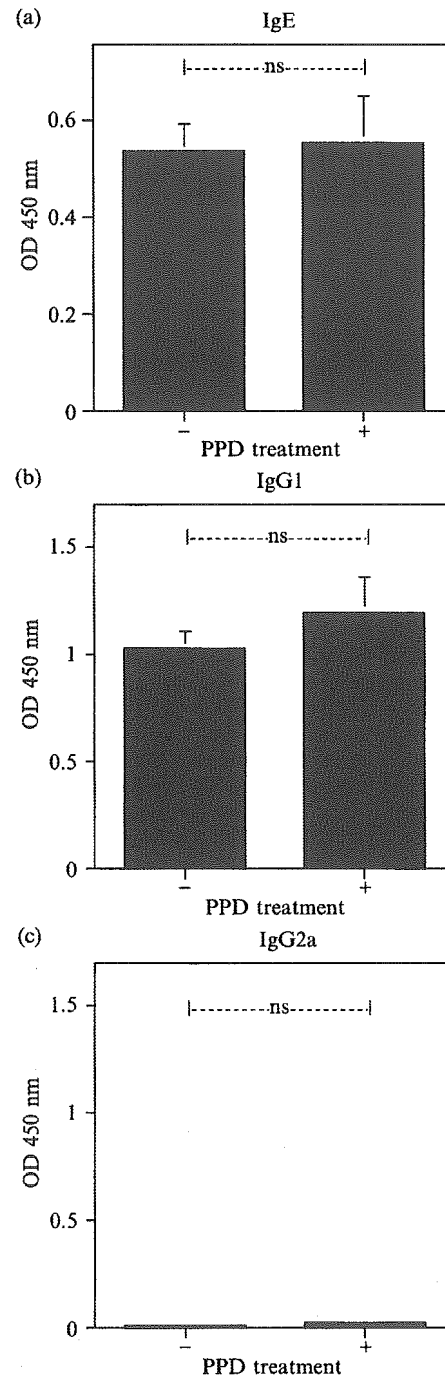 (a)
IgE
ns
0.6
0.4
0.2
0
OD 450 nm
− +
PPD treatment
(b)
IgG1
ns
1.5
1
0.5
0
OD 450 nm
− +
PPD treatment
(c)
IgG2a
ns
1.5
1
0.5
0
OD 450 nm
− +
PPD treatment